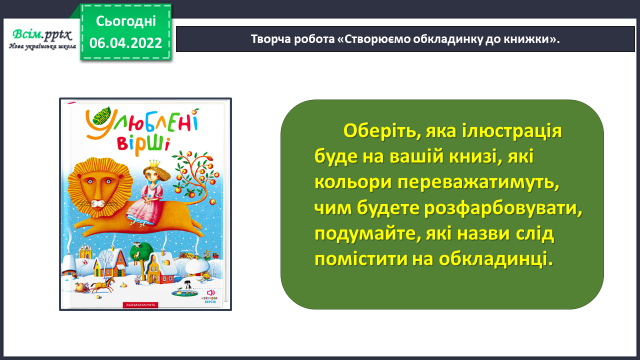 Всім.pptx
Нова українська школа
Сьогодні
06.04.2022
Творча робота «Створюємо обкладинку до книжки».
Улюблені
вірші
Оберіть, яка ілюстрація
буде на вашій книзі, які
кольори переважатимуть,
чим будете розфарбовувати,
подумайте, які назви слід
помістити на обкладинці.